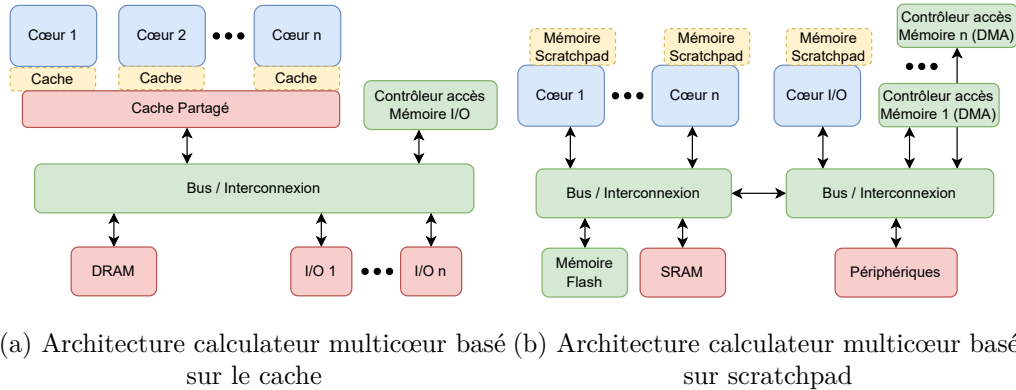 Cœur 1
Cœur 2
Cœur n
Cache
Cache
Cache
Cache Partagé
Contrôleur accès
Mémoire I/O
Bus / Interconnexion
DRAM
I/O 1
I/O n
(a) Architecture calculateur multicœur basé
sur le cache
Mémoire
Scratchpad
Mémoire
Scratchpad
Mémoire
Scratchpad
Cœur 1
Cœur n
Cœur I/O
Contrôleur accès
Mémoire n (DMA)
Contrôleur accès
Mémoire 1 (DMA)
Bus / Interconnexion
Bus / Interconnexion
Mémoire
Flash
SRAM
Périphériques
(b) Architecture calculateur multicœur basé
sur scratchpad